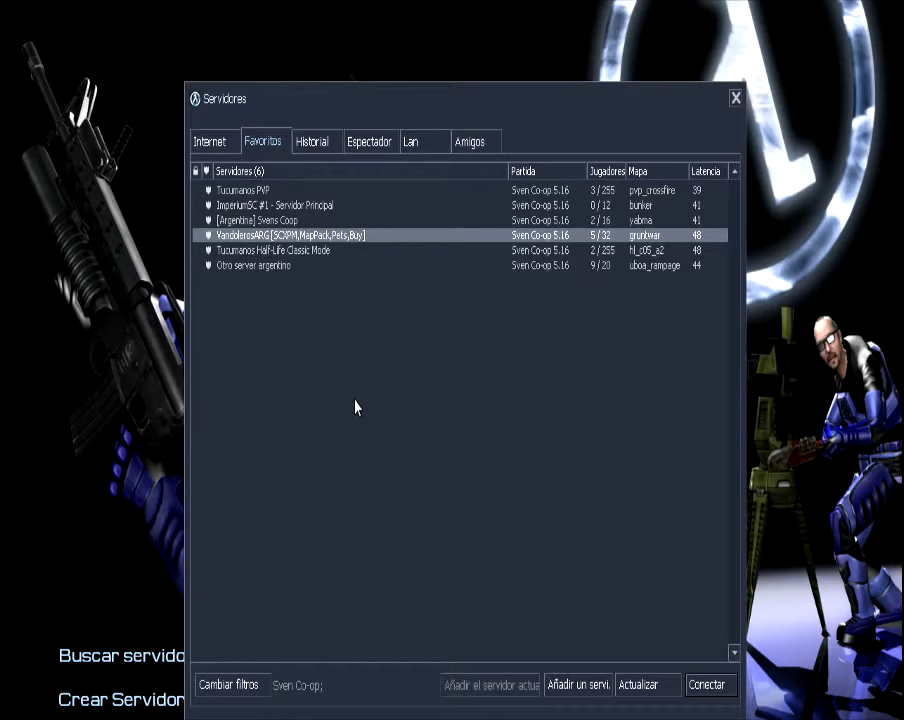 Servidores
Internet Favoritos Historial Espectador Lan Amigos
Servidores (6) Partida Jugadores Mapa Latencia
Tucumanos PVP Sven Co-op 5.16 3 / 255 pvp_crossfire 39
ImperiumSC #1 - Servidor Principal Sven Co-op 5.16 0 / 12 bunker 41
[Argentina] Svens Coop Sven Co-op 5.16 2 / 16 yabma 41
VandolerosARG[SCXPM,MapPack,Pets,Buy] Sven Co-op 5.16 5 / 32 gruntwar 48
Tucumanos Half-Life Classic Mode Sven Co-op 5.16 2 / 255 hl_c05_a2 48
Otro server argentino Sven Co-op 5.16 9 / 20 uboa_rampage 44
Buscar servido
Cambiar filtros Sven Co-op; Añadir el servidor actua Añadir un servi. Actualizar Conectar
Crear Servidor